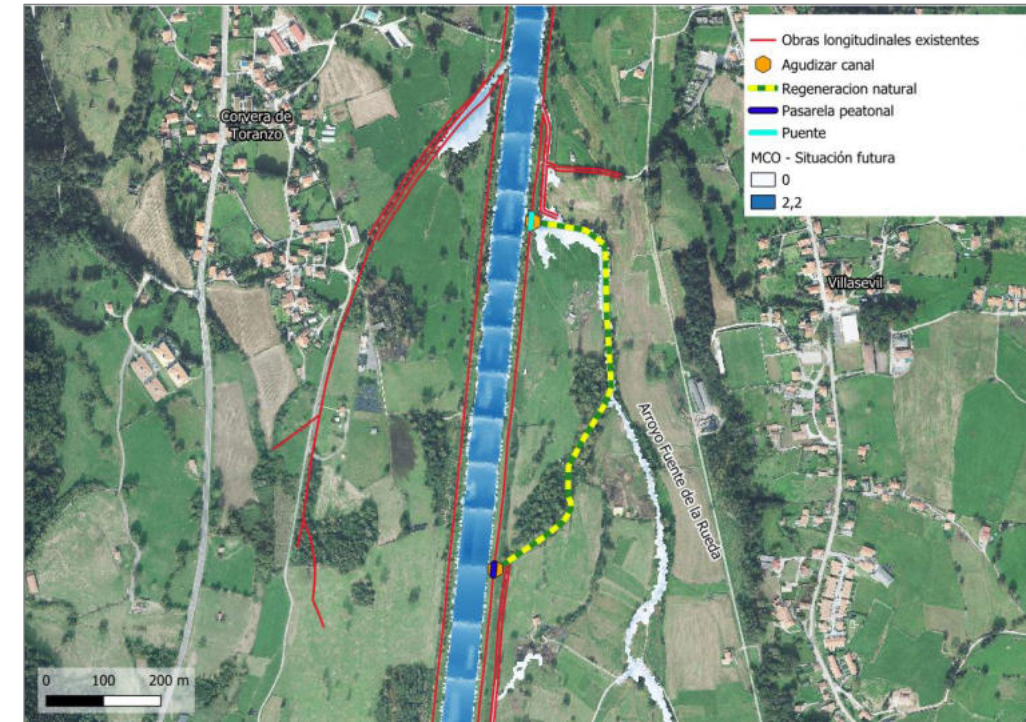 Obras longitudinales existentes
Agudizar canal
Regeneracion natural
Pasarela peatonal
Puente
MCO - Situación futura
0
2,2
Corvera de
Toranzo
Villasevil
Arroyo Fuente de la Rueda
0 100 200 m